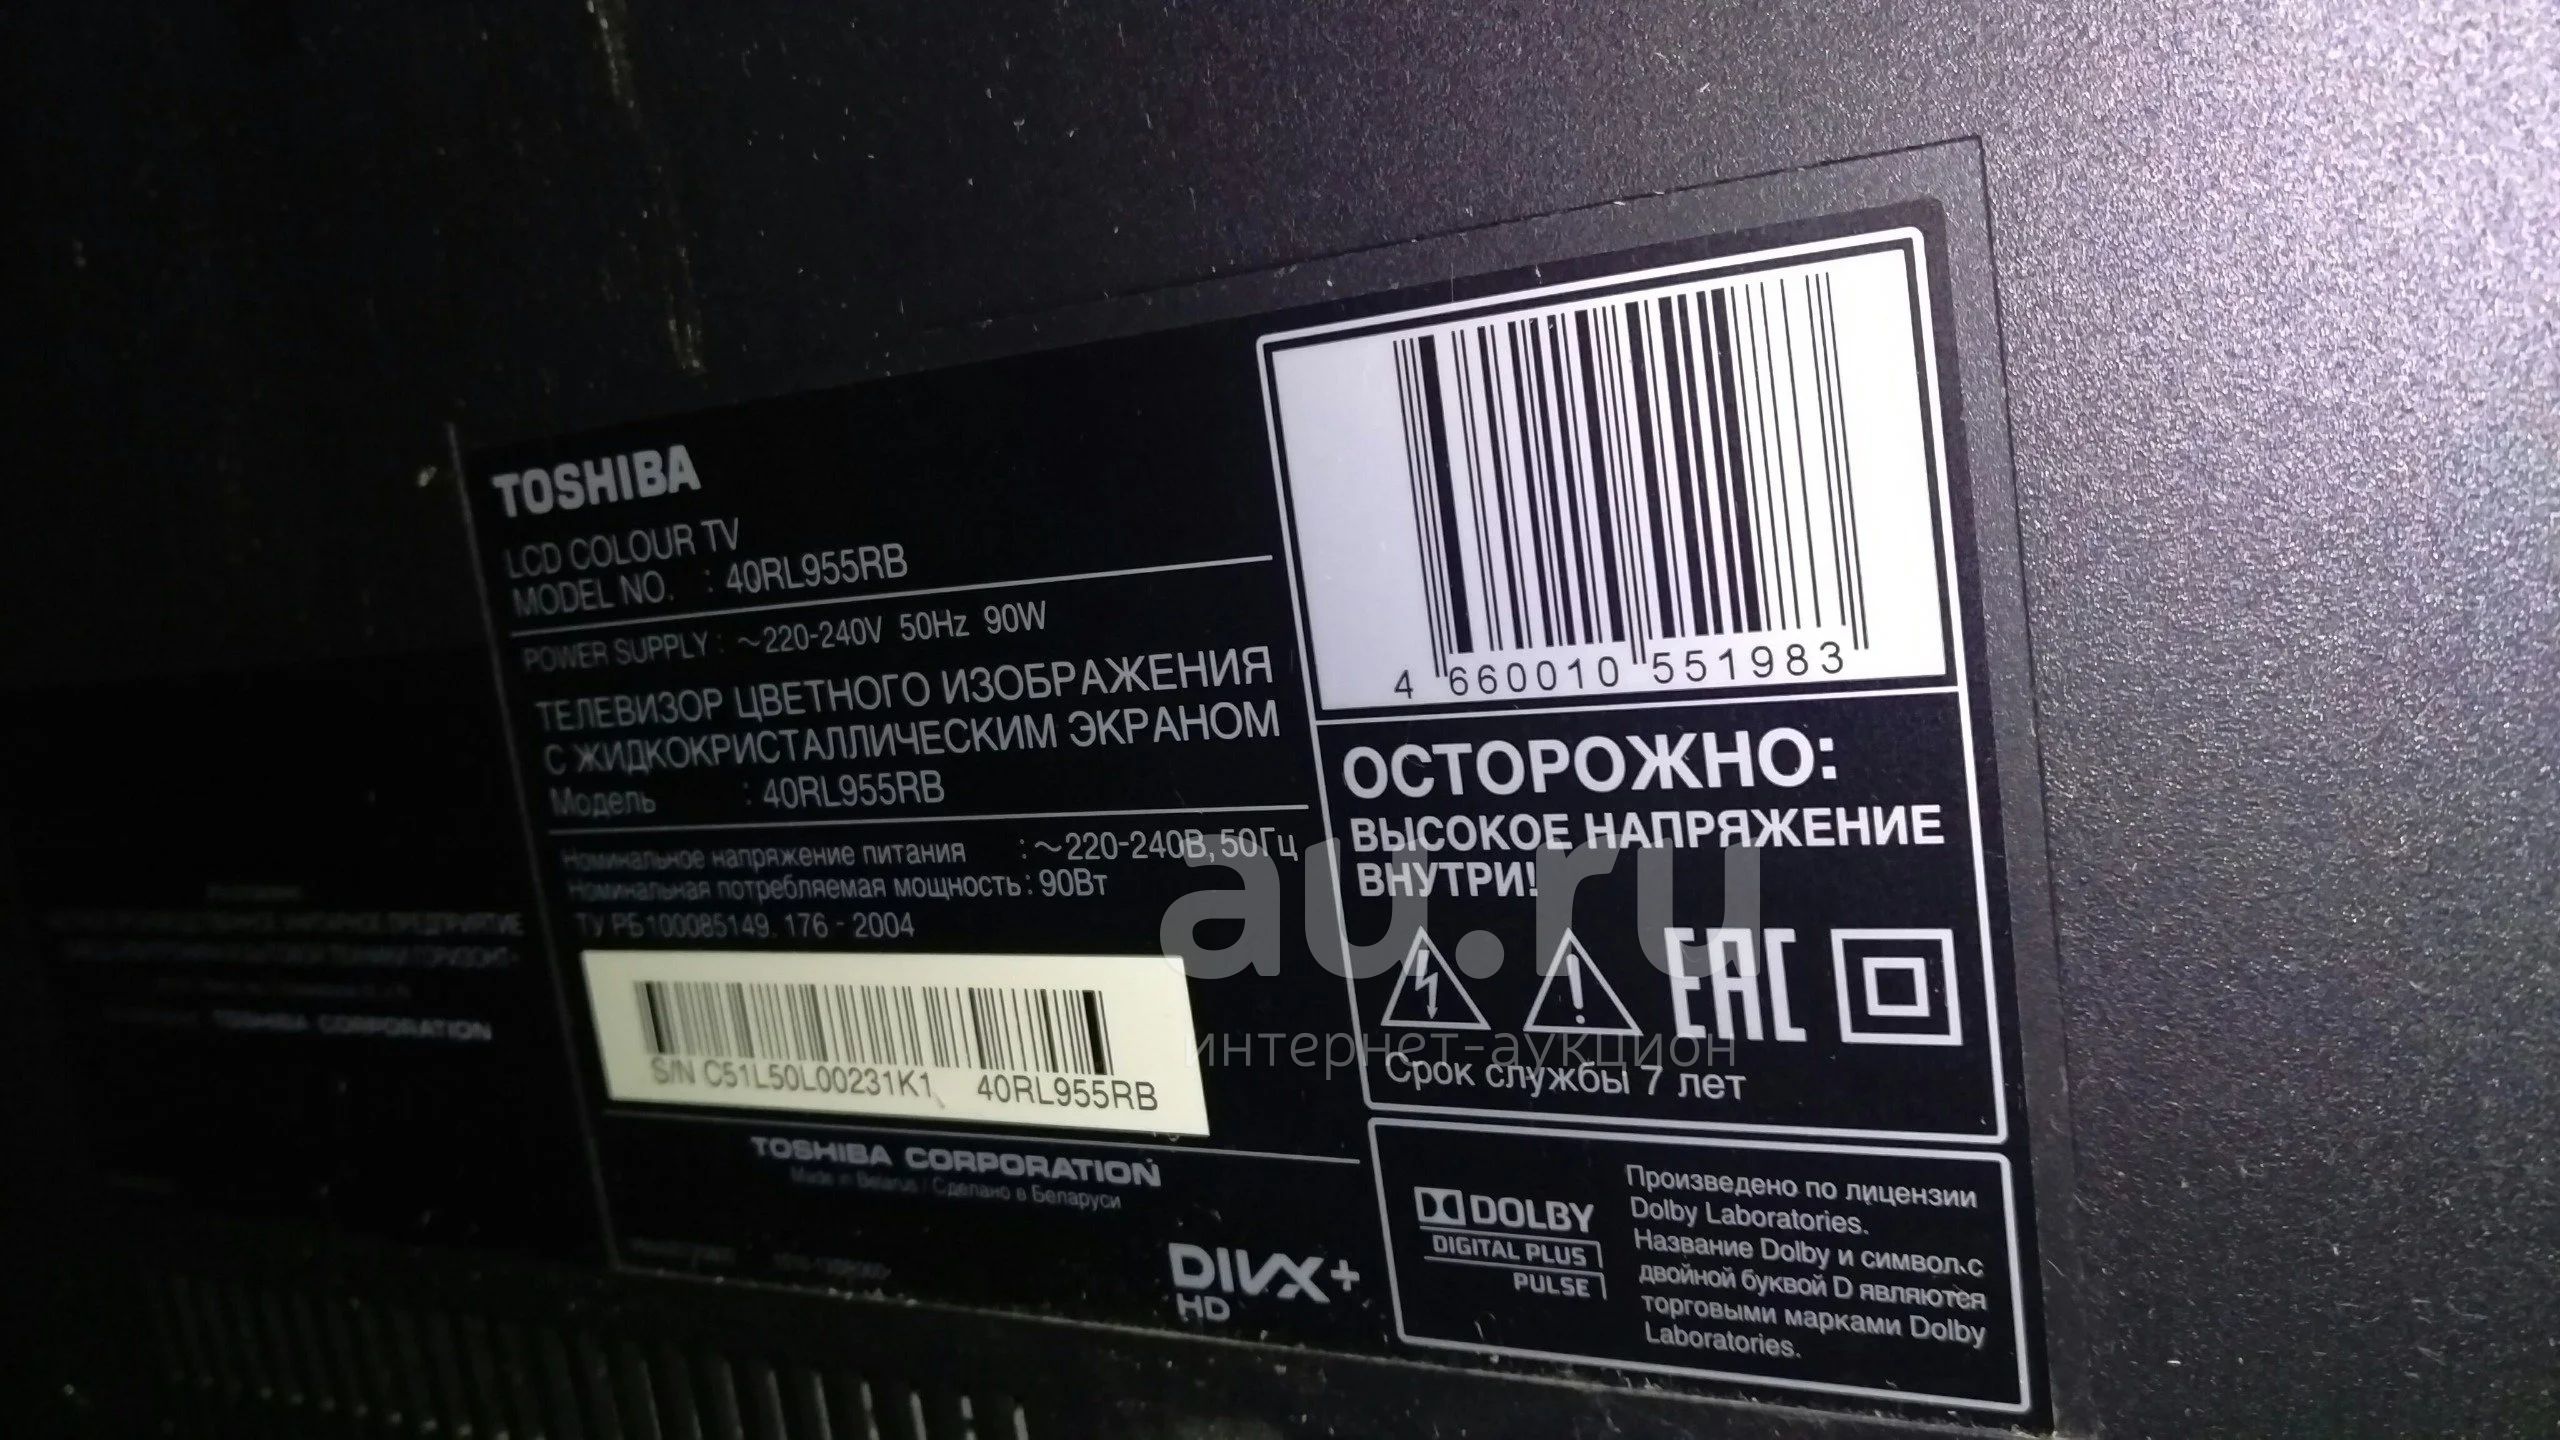 TOSHIBA
LCD COLOUR TV
MODEL NO. : 40RL955RB
POWER SUPPLY : ~220-240V 50Hz 90W
ТЕЛЕВИЗОР ЦВЕТНОГО ИЗОБРАЖЕНИЯ
С ЖИДКОКРИСТАЛЛИЧЕСКИМ ЭКРАНОМ
Модель : 40RL955RB
Номинальное напряжение питания : ~220-240В, 50Гц
Номинальная потребляемая мощность : 90Вт
ТУ РБ 100085149. 176 - 2004
S/N C51L50L00231K1 40RL955RB
TOSHIBA CORPORATION
Made in Belarus / Сделано в Беларуси
DIVX+
HD
4 660010 551983
ОСТОРОЖНО:
ВЫСОКОЕ НАПРЯЖЕНИЕ
ВНУТРИ!
EAC
Срок службы 7 лет
DOLBY
DIGITAL PLUS
PULSE
Произведено по лицензии
Dolby Laboratories.
Название Dolby и символ с
двойной буквой D являются
торговыми марками Dolby
Laboratories.
ПРЕДПРИЯТИЕ
TOSHIBA CORPORATION
au.ru
интернет-аукцион